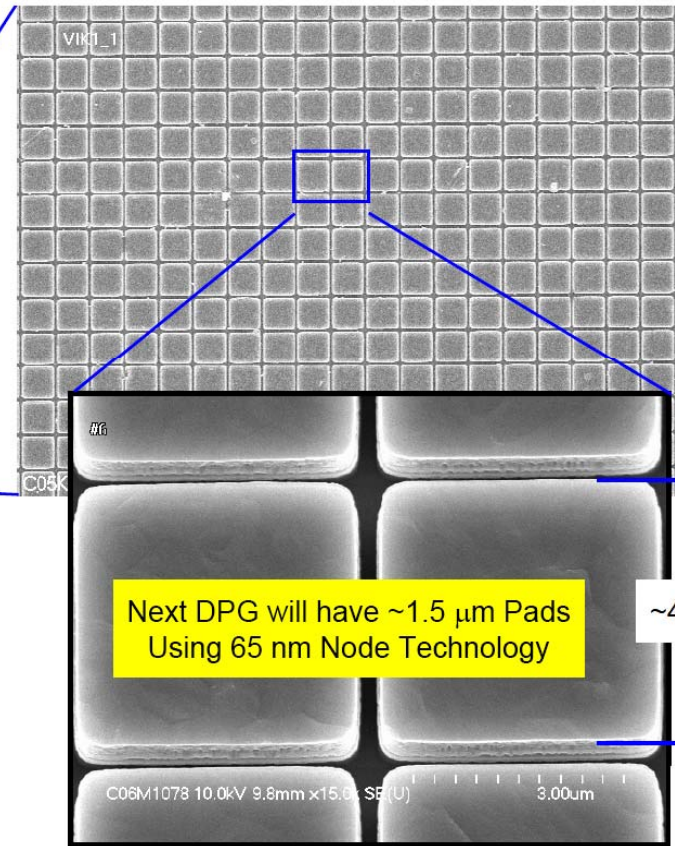 VIK1_1
#6
Next DPG will have ~1.5 μm Pads
Using 65 nm Node Technology
~4
C06M1078 10.0kV 9.8mm x15.0k SE(U) 3.00um